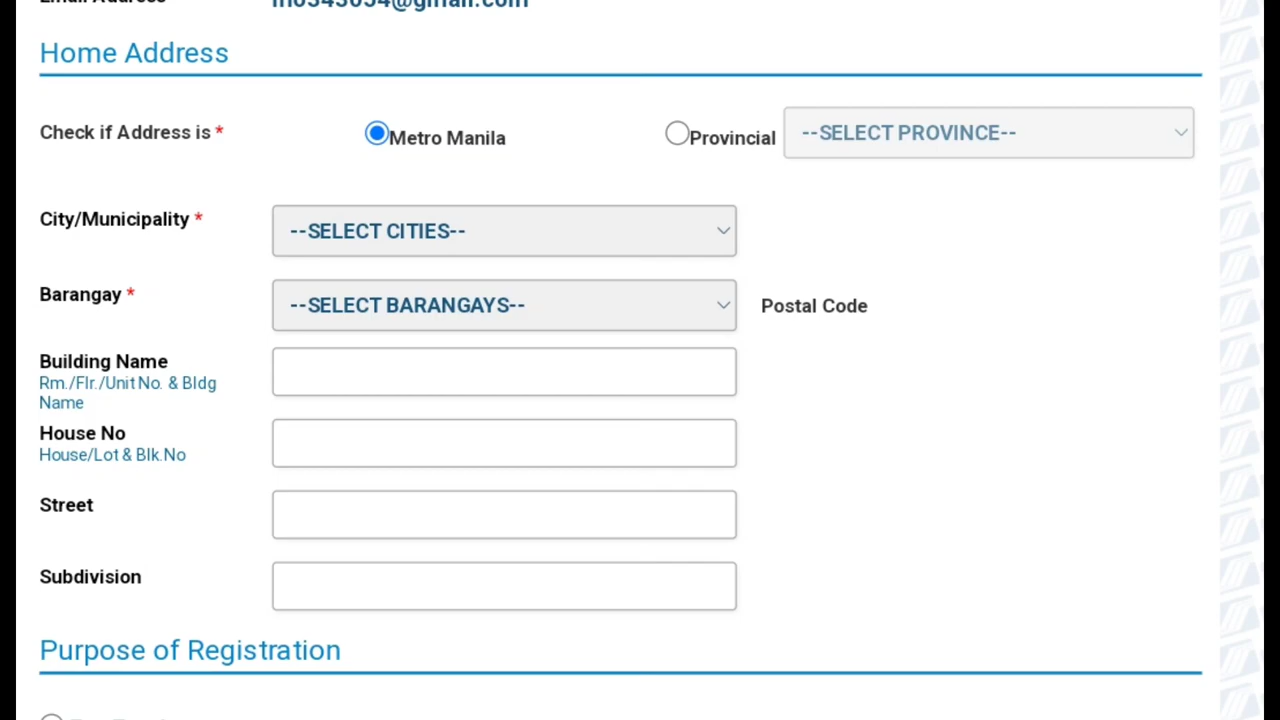 Email Address
Home Address
Check if Address is * Metro Manila Provincial --SELECT PROVINCE--
City/Municipality * --SELECT CITIES--
Barangay * --SELECT BARANGAYS-- Postal Code
Building Name
Rm./Flr./Unit No. & Bldg
Name
House No
House/Lot & Blk.No
Street
Subdivision
Purpose of Registration